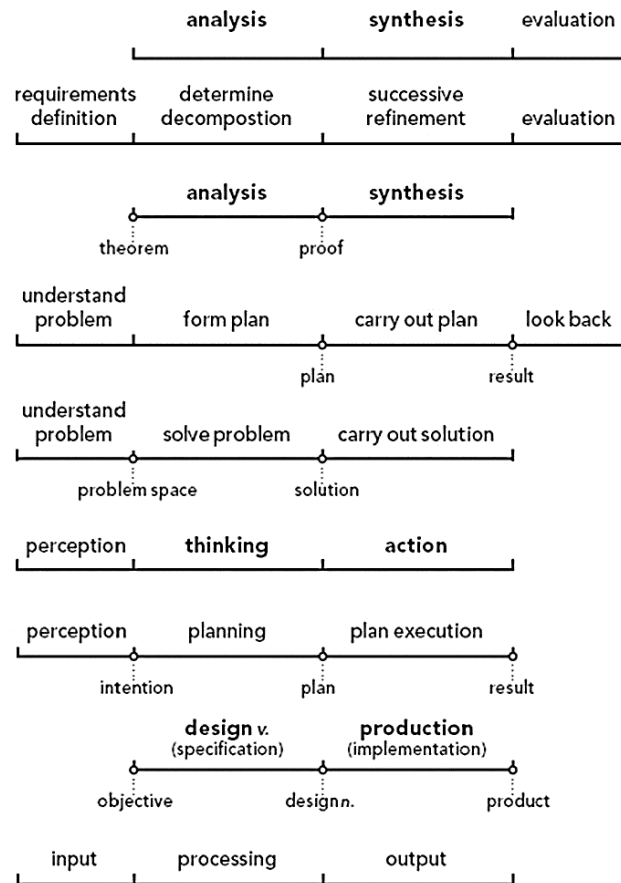 analysis synthesis evaluation
requirements determine successive
definition decompostion refinement evaluation
analysis synthesis
theorem proof
understand
problem form plan carry out plan look back
plan result
understand
problem solve problem carry out solution
problem space solution
perception thinking action
perception planning plan execution
intention plan result
design v. production
(specification) (implementation)
objective design n. product
input processing output